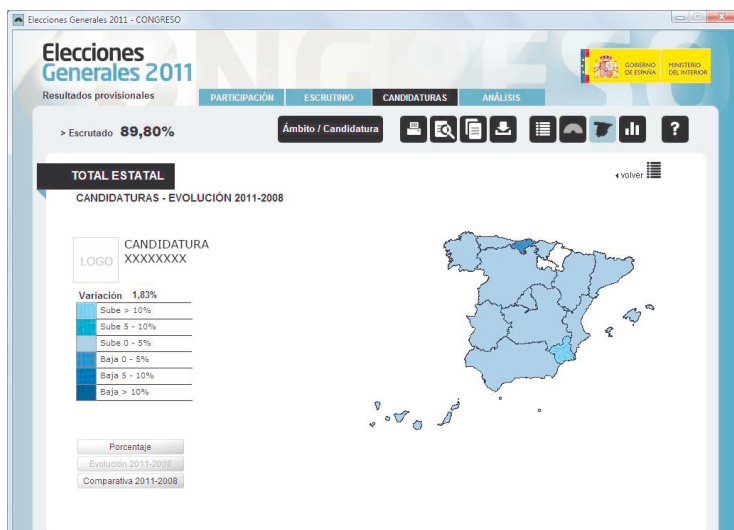 Elecciones Generales 2011 - CONGRESO
CONGRESO
Elecciones
Generales 2011
Resultados provisionales
GOBIERNO
DE ESPAÑA
MINISTERIO
DEL INTERIOR
PARTICIPACIÓN
ESCRUTINIO
CANDIDATURAS
ANÁLISIS
> Escrutado 89,80%
Ámbito / Candidatura
?
TOTAL ESTATAL
volver
CANDIDATURAS - EVOLUCIÓN 2011-2008
LOGO
CANDIDATURA
XXXXXXXX
Variación 1,83%
Sube > 10%
Sube 5 - 10%
Sube 0 - 5%
Baja 0 - 5%
Baja 5 - 10%
Baja > 10%
Porcentaje
Evolución 2011-2008
Comparativa 2011-2008